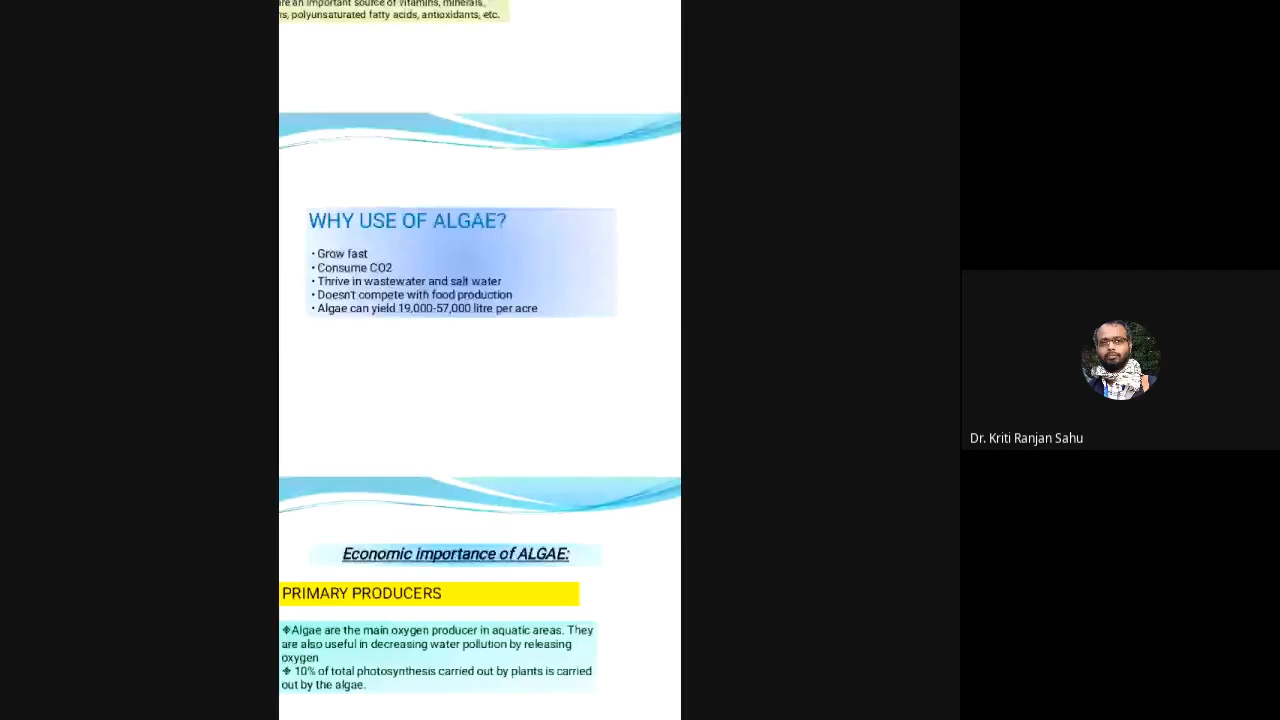 are an important source of vitamins, minerals,
ns, polyunsaturated fatty acids, antioxidants, etc.
WHY USE OF ALGAE?
• Grow fast
• Consume CO2
• Thrive in wastewater and salt water
• Doesn't compete with food production
• Algae can yield 19,000-57,000 litre per acre
Economic importance of ALGAE:
PRIMARY PRODUCERS
❖Algae are the main oxygen producer in aquatic areas. They
are also useful in decreasing water pollution by releasing
oxygen
❖ 10% of total photosynthesis carried out by plants is carried
out by the algae.
Dr. Kriti Ranjan Sahu